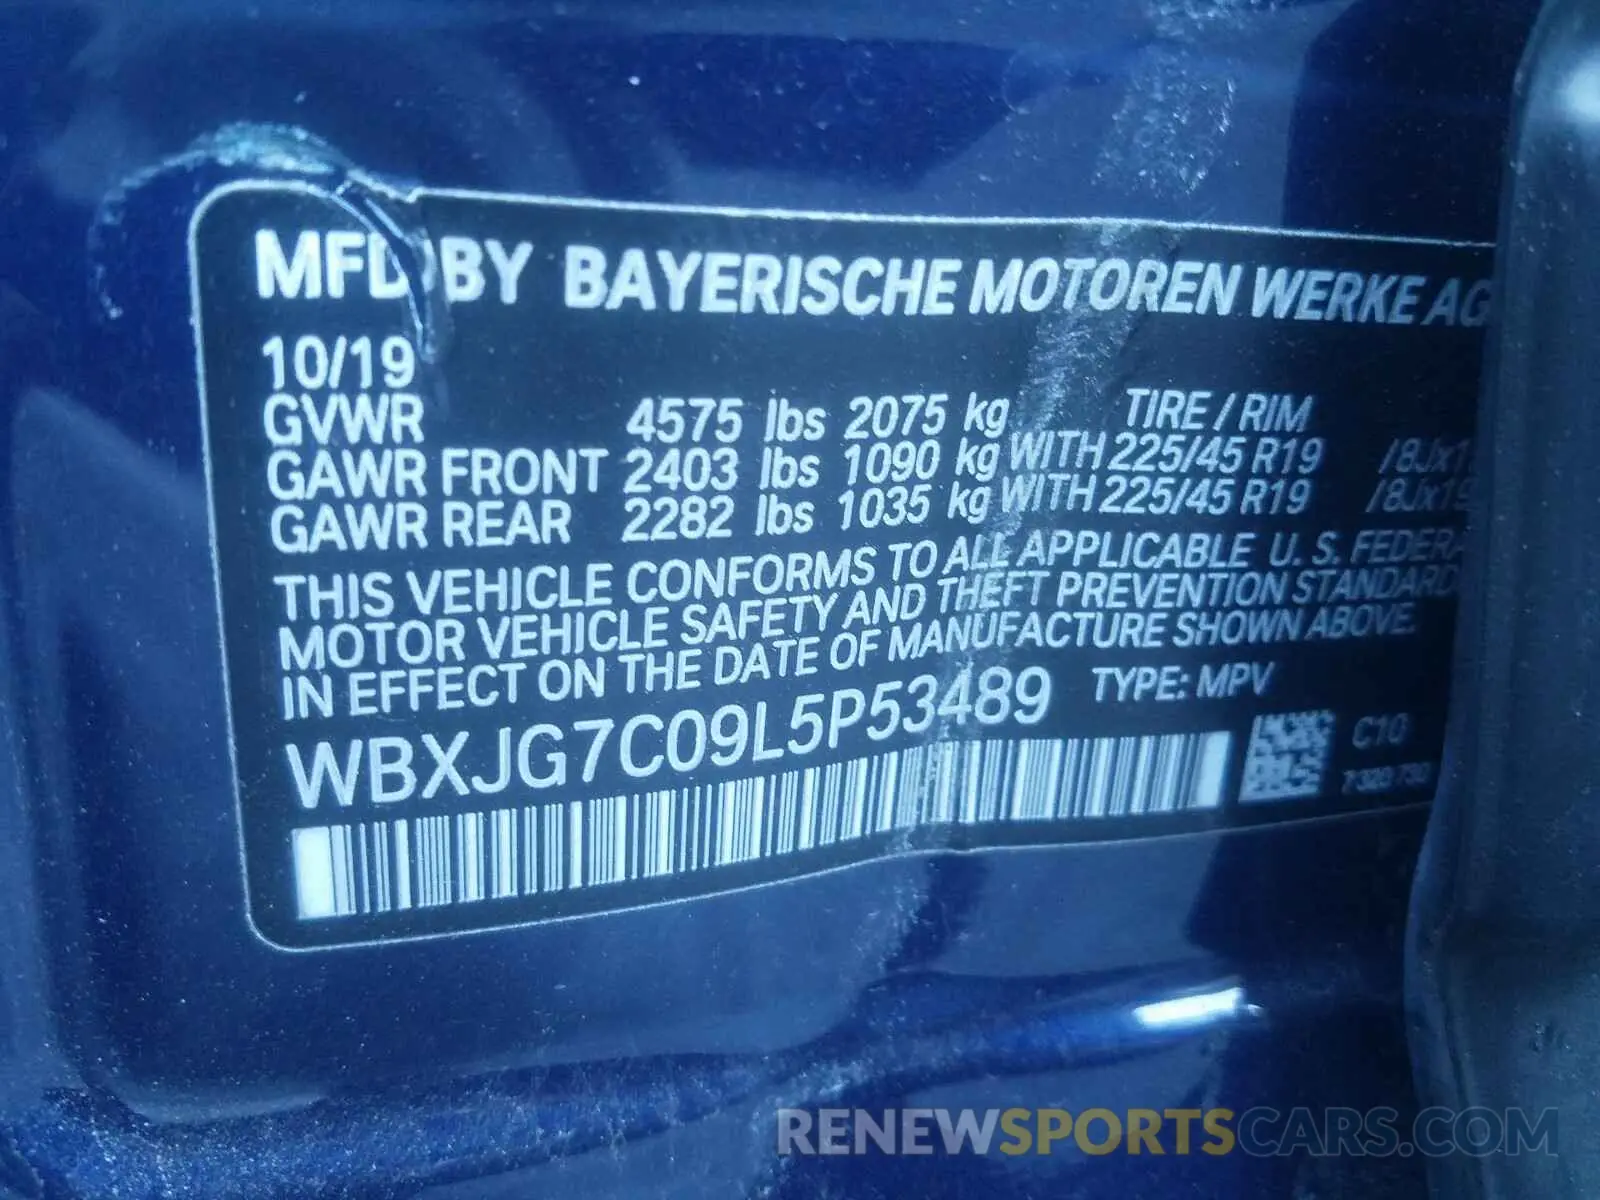 MFD BY BAYERISCHE MOTOREN WERKE AG
10/19
GVWR 4575 lbs 2075 kg TIRE / RIM
GAWR FRONT 2403 lbs 1090 kg WITH 225/45 R19
GAWR REAR 2282 lbs 1035 kg WITH 225/45 R19 /8Jx19
THIS VEHICLE CONFORMS TO ALL APPLICABLE U. S.
MOTOR VEHICLE SAFETY AND THEFT PREVENTION STANDARD
IN EFFECT ON THE DATE OF MANUFACTURE SHOWN ABOVE.
WBXJG7C09L5P53489 TYPE: MPV
C10
RENEWSPORTSCARS.COM